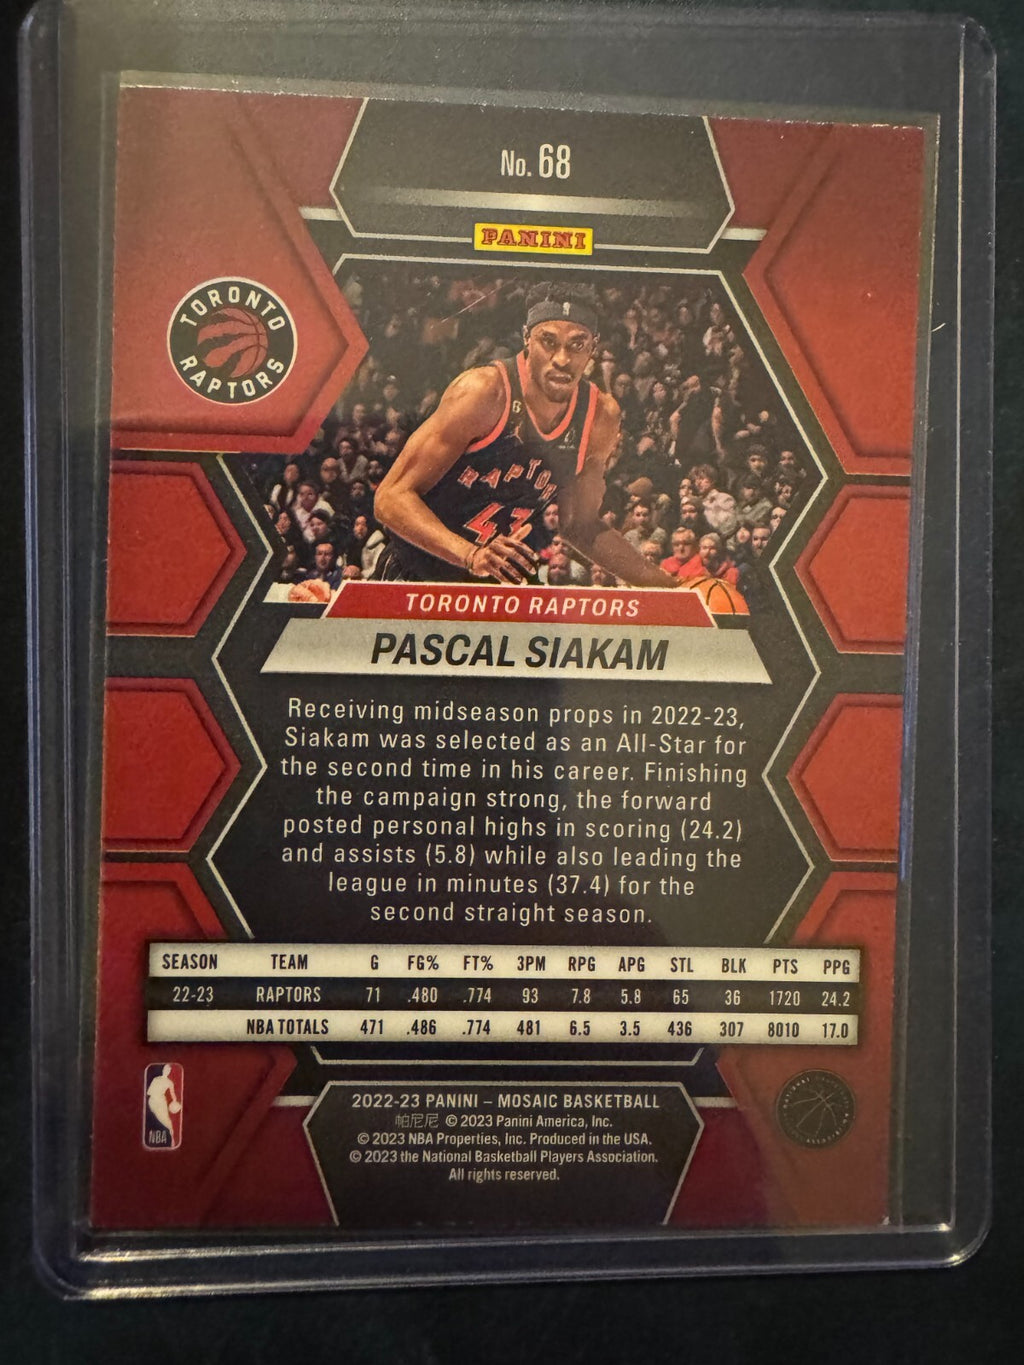 No. 68
PANINI
TORONTO
RAPTORS
RAPTOR
43
TORONTO RAPTORS
PASCAL SIAKAM
Receiving midseason props in 2022-23,
Siakam was selected as an All-Star for
the second time in his career. Finishing
the campaign strong, the forward
posted personal highs in scoring (24.2)
and assists (5.8) while also leading the
league in minutes (37.4) for the
second straight season.
SEASON TEAM G FG% FT% 3PM RPG APG STL BLK PTS PPG
22-23 RAPTORS 71 .480 .774 93 7.8 5.8 65 36 1720 24.2
NBA TOTALS 471 .486 .774 481 6.5 3.5 436 307 8010 17.0
NBA
2022-23 PANINI – MOSAIC BASKETBALL
帕尼尼 © 2023 Panini America, Inc.
© 2023 NBA Properties, Inc. Produced in the USA.
© 2023 the National Basketball Players Association.
All rights reserved.